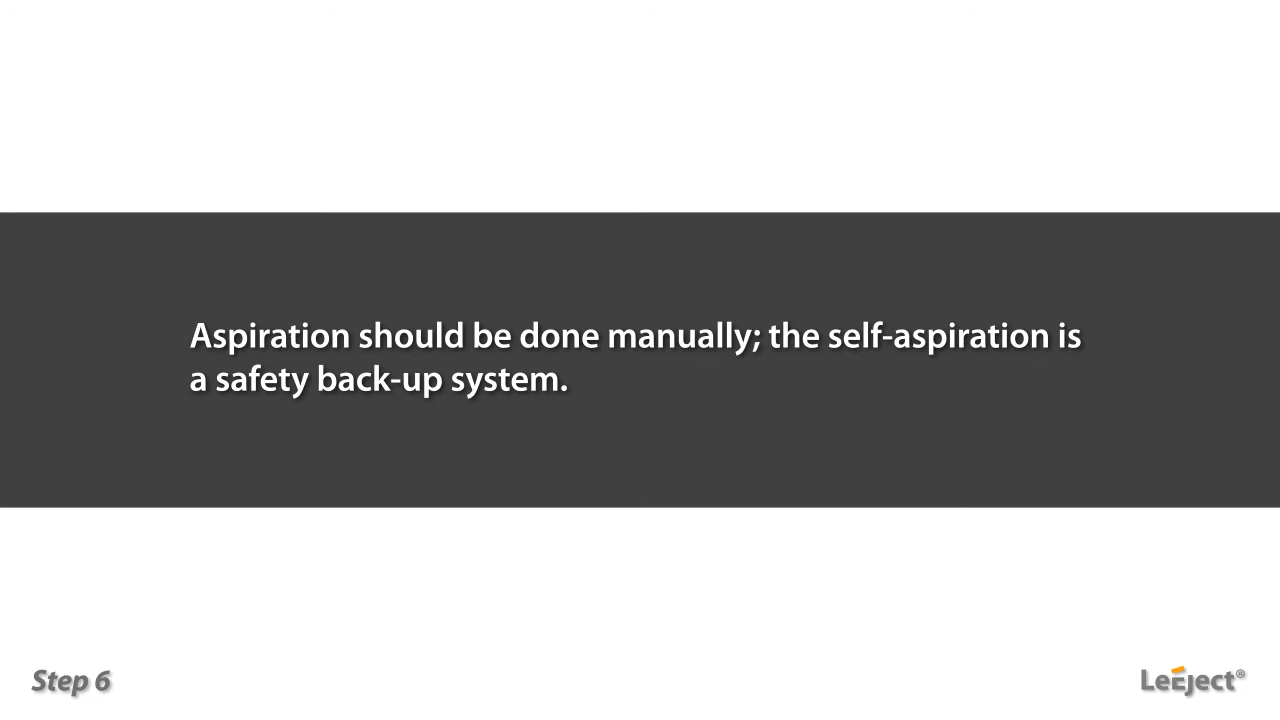 Aspiration should be done manually; the self-aspiration is
a safety back-up system.
Step 6
LeEject®